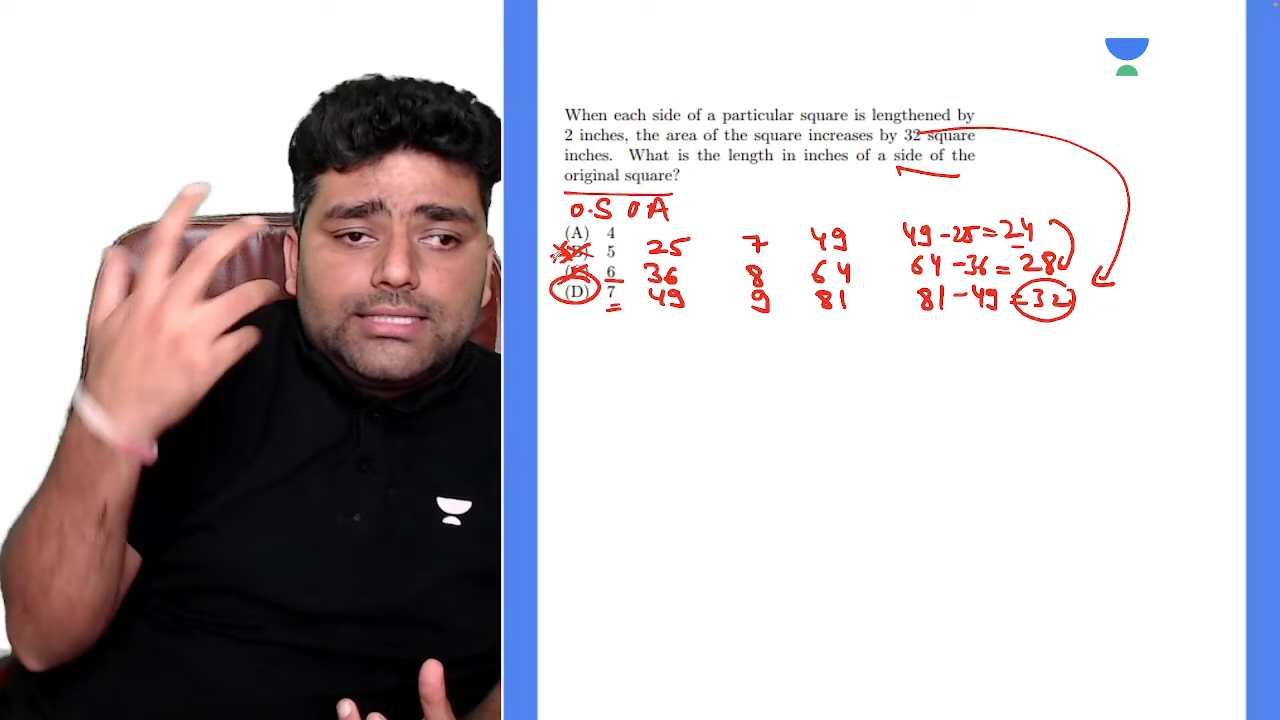 When each side of a particular square is lengthened by
2 inches, the area of the square increases by 32 square
inches. What is the length in inches of a side of the
original square?
O.S O A
(A) 4
(B) 5 25 7 49 49 - 25 = 24
6 36 8 64 64 - 36 = 28
(D) 7 49 9 81 81 - 49 = 32